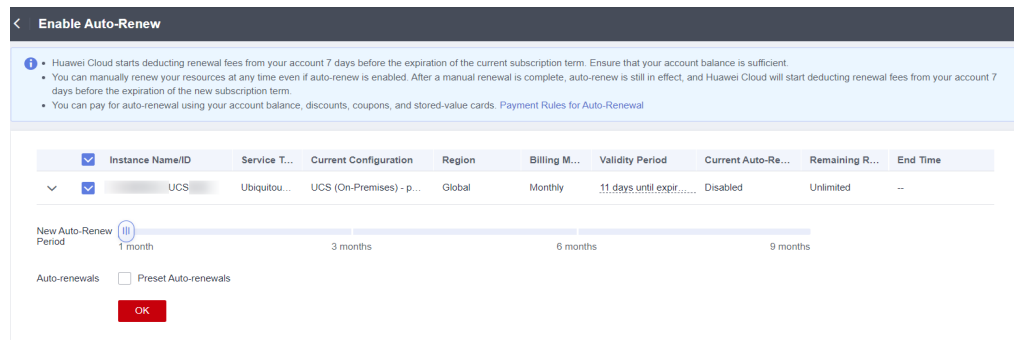 Enable Auto-Renew
Huawei Cloud starts deducting renewal fees from your account 7 days before the expiration of the current subscription term. Ensure that your account balance is sufficient.
You can manually renew your resources at any time even if auto-renew is enabled. After a manual renewal is complete, auto-renew is still in effect, and Huawei Cloud will start deducting renewal fees from your account 7
days before the expiration of the new subscription term.
You can pay for auto-renewal using your account balance, discounts, coupons, and stored-value cards. Payment Rules for Auto-Renewal
Instance Name/ID Service T... Current Configuration Region Billing M... Validity Period Current Auto-Re... Remaining R... End Time
UCS Ubiquitou... UCS (On-Premises) - p... Global Monthly 11 days until expir... Disabled Unlimited --
New Auto-Renew
Period
1 month 3 months 6 months 9 months
Auto-renewals Preset Auto-renewals
OK